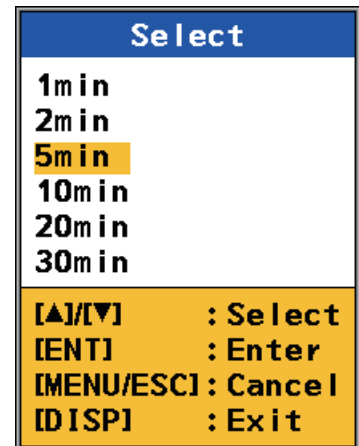 Select
1min
2min
5min
10min
20min
30min
[▲]/[▼] :Select
[ENT] :Enter
[MENU/ESC]:Cancel
[DISP] :Exit